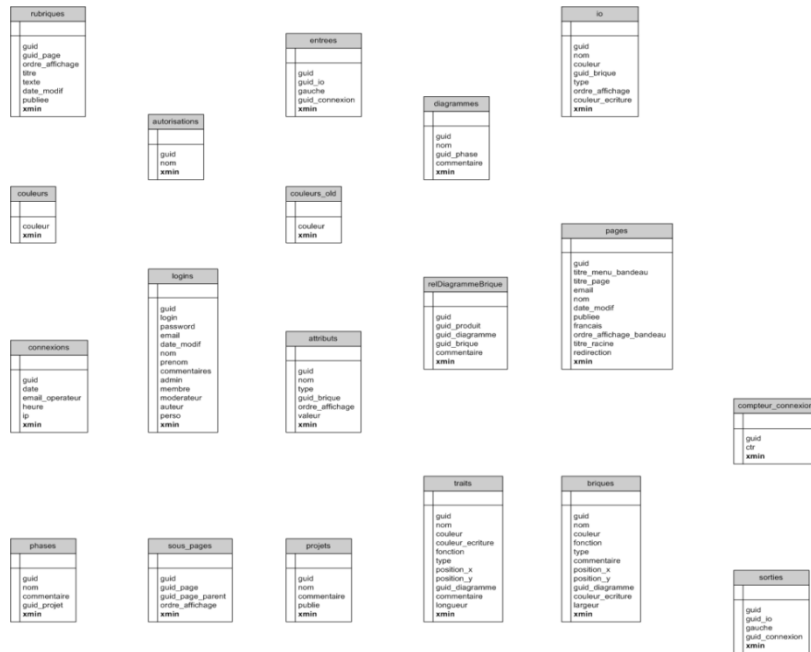 rubriques
guid
guid_page
ordre_affichage
titre
texte
date_modif
publiee
xmin
entrees
guid
guid_io
gauche
guid_connexion
xmin
io
guid
nom
couleur
guid_brique
type
ordre_affichage
couleur_ecriture
xmin
autorisations
guid
nom
xmin
diagrammes
guid
nom
guid_phase
commentaire
xmin
couleurs
couleur
xmin
couleurs_old
couleur
xmin
pages
guid
titre_menu_bandeau
titre_page
email
nom
date_modif
publiee
francais
ordre_affichage_bandeau
titre_racine
redirection
xmin
logins
guid
login
password
email
date_modif
nom
prenom
commentaires
admin
membre
moderateur
auteur
perso
xmin
relDiagrammeBrique
guid
guid_produit
guid_diagramme
guid_brique
commentaire
xmin
connexions
guid
date
email_operateur
heure
ip
xmin
attributs
guid
nom
type
guid_brique
ordre_affichage
valeur
xmin
compteur_connexion
guid
ctr
xmin
traits
guid
nom
couleur
couleur_ecriture
fonction
type
position_x
position_y
guid_diagramme
commentaire
longueur
xmin
briques
guid
nom
couleur
fonction
type
commentaire
position_x
position_y
guid_diagramme
couleur_ecriture
largeur
xmin
phases
guid
nom
commentaire
guid_projet
xmin
sous_pages
guid
guid_page
guid_page_parent
ordre_affichage
xmin
projets
guid
nom
commentaire
publie
xmin
sorties
guid
guid_io
gauche
guid_connexion
xmin